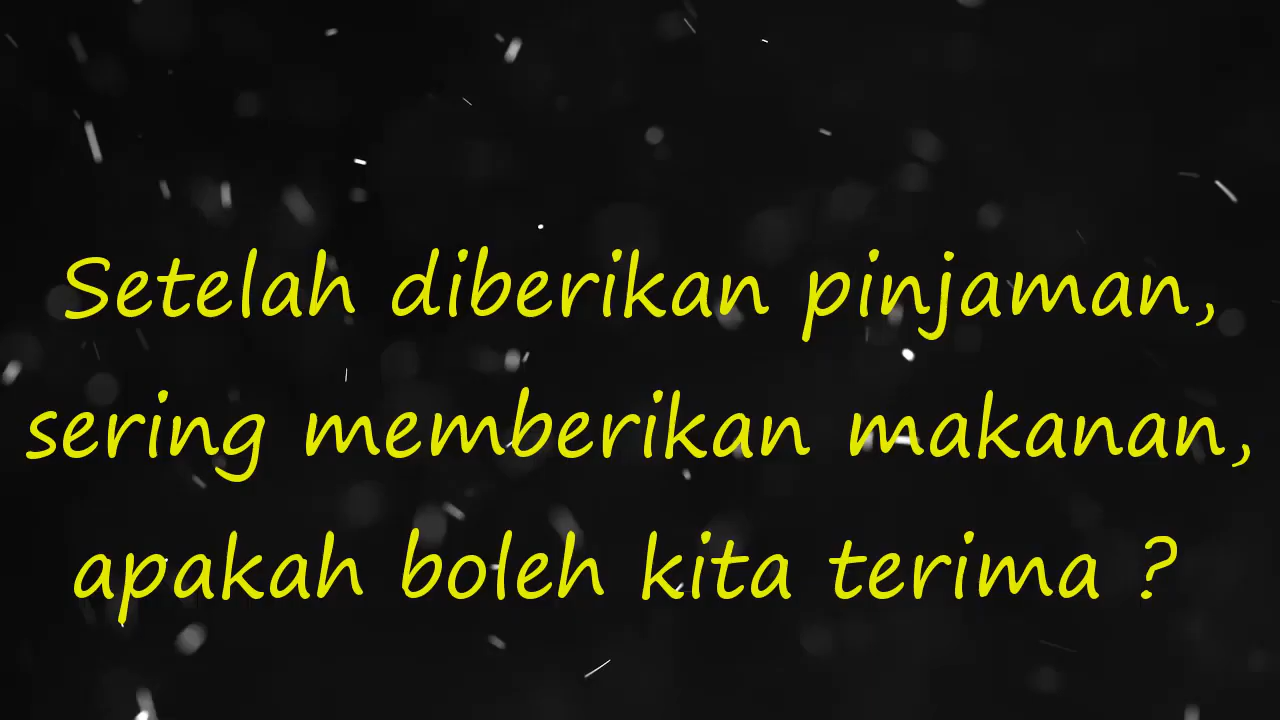 Setelah diberikan pinjaman,
sering memberikan makanan,
apakah boleh kita terima ?